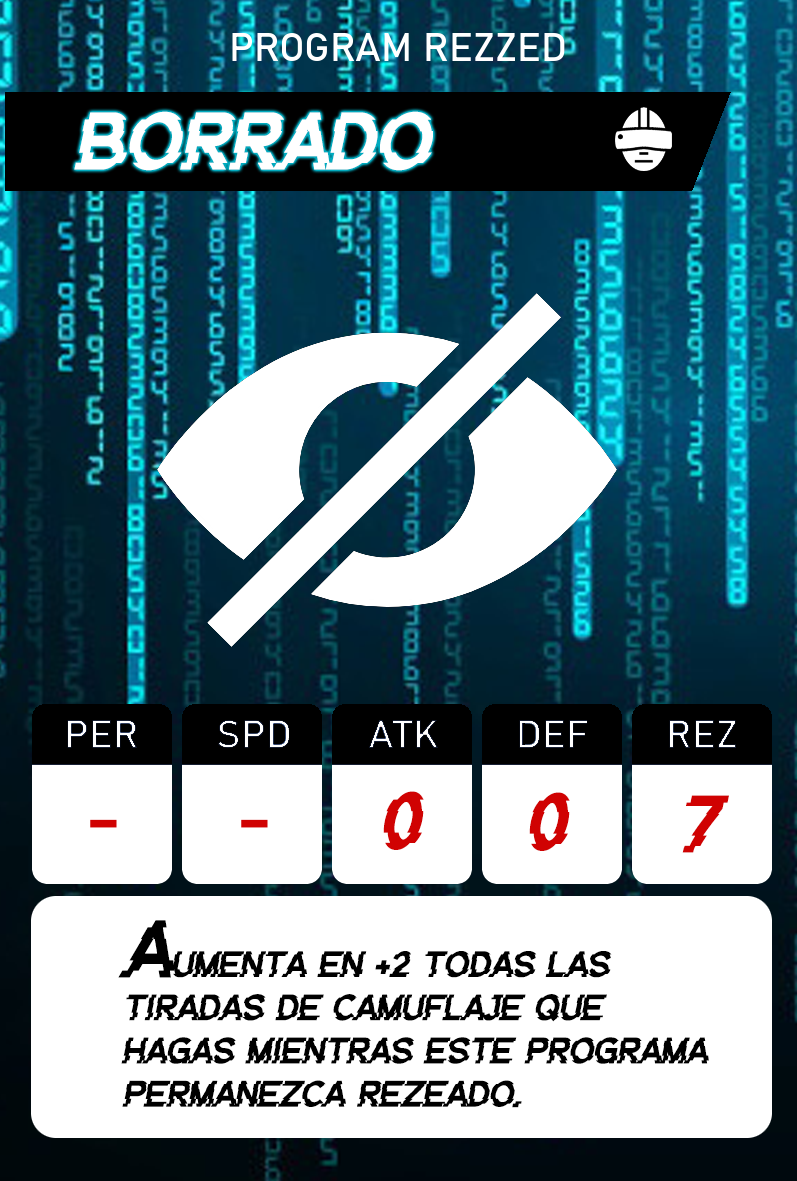 PROGRAM REZZED
BORRADO
PER SPD ATK DEF REZ
- - 0 0 7
AUMENTA EN +2 TODAS LAS
TIRADAS DE CAMUFLAJE QUE
HAGAS MIENTRAS ESTE PROGRAMA
PERMANEZCA REZEADO.